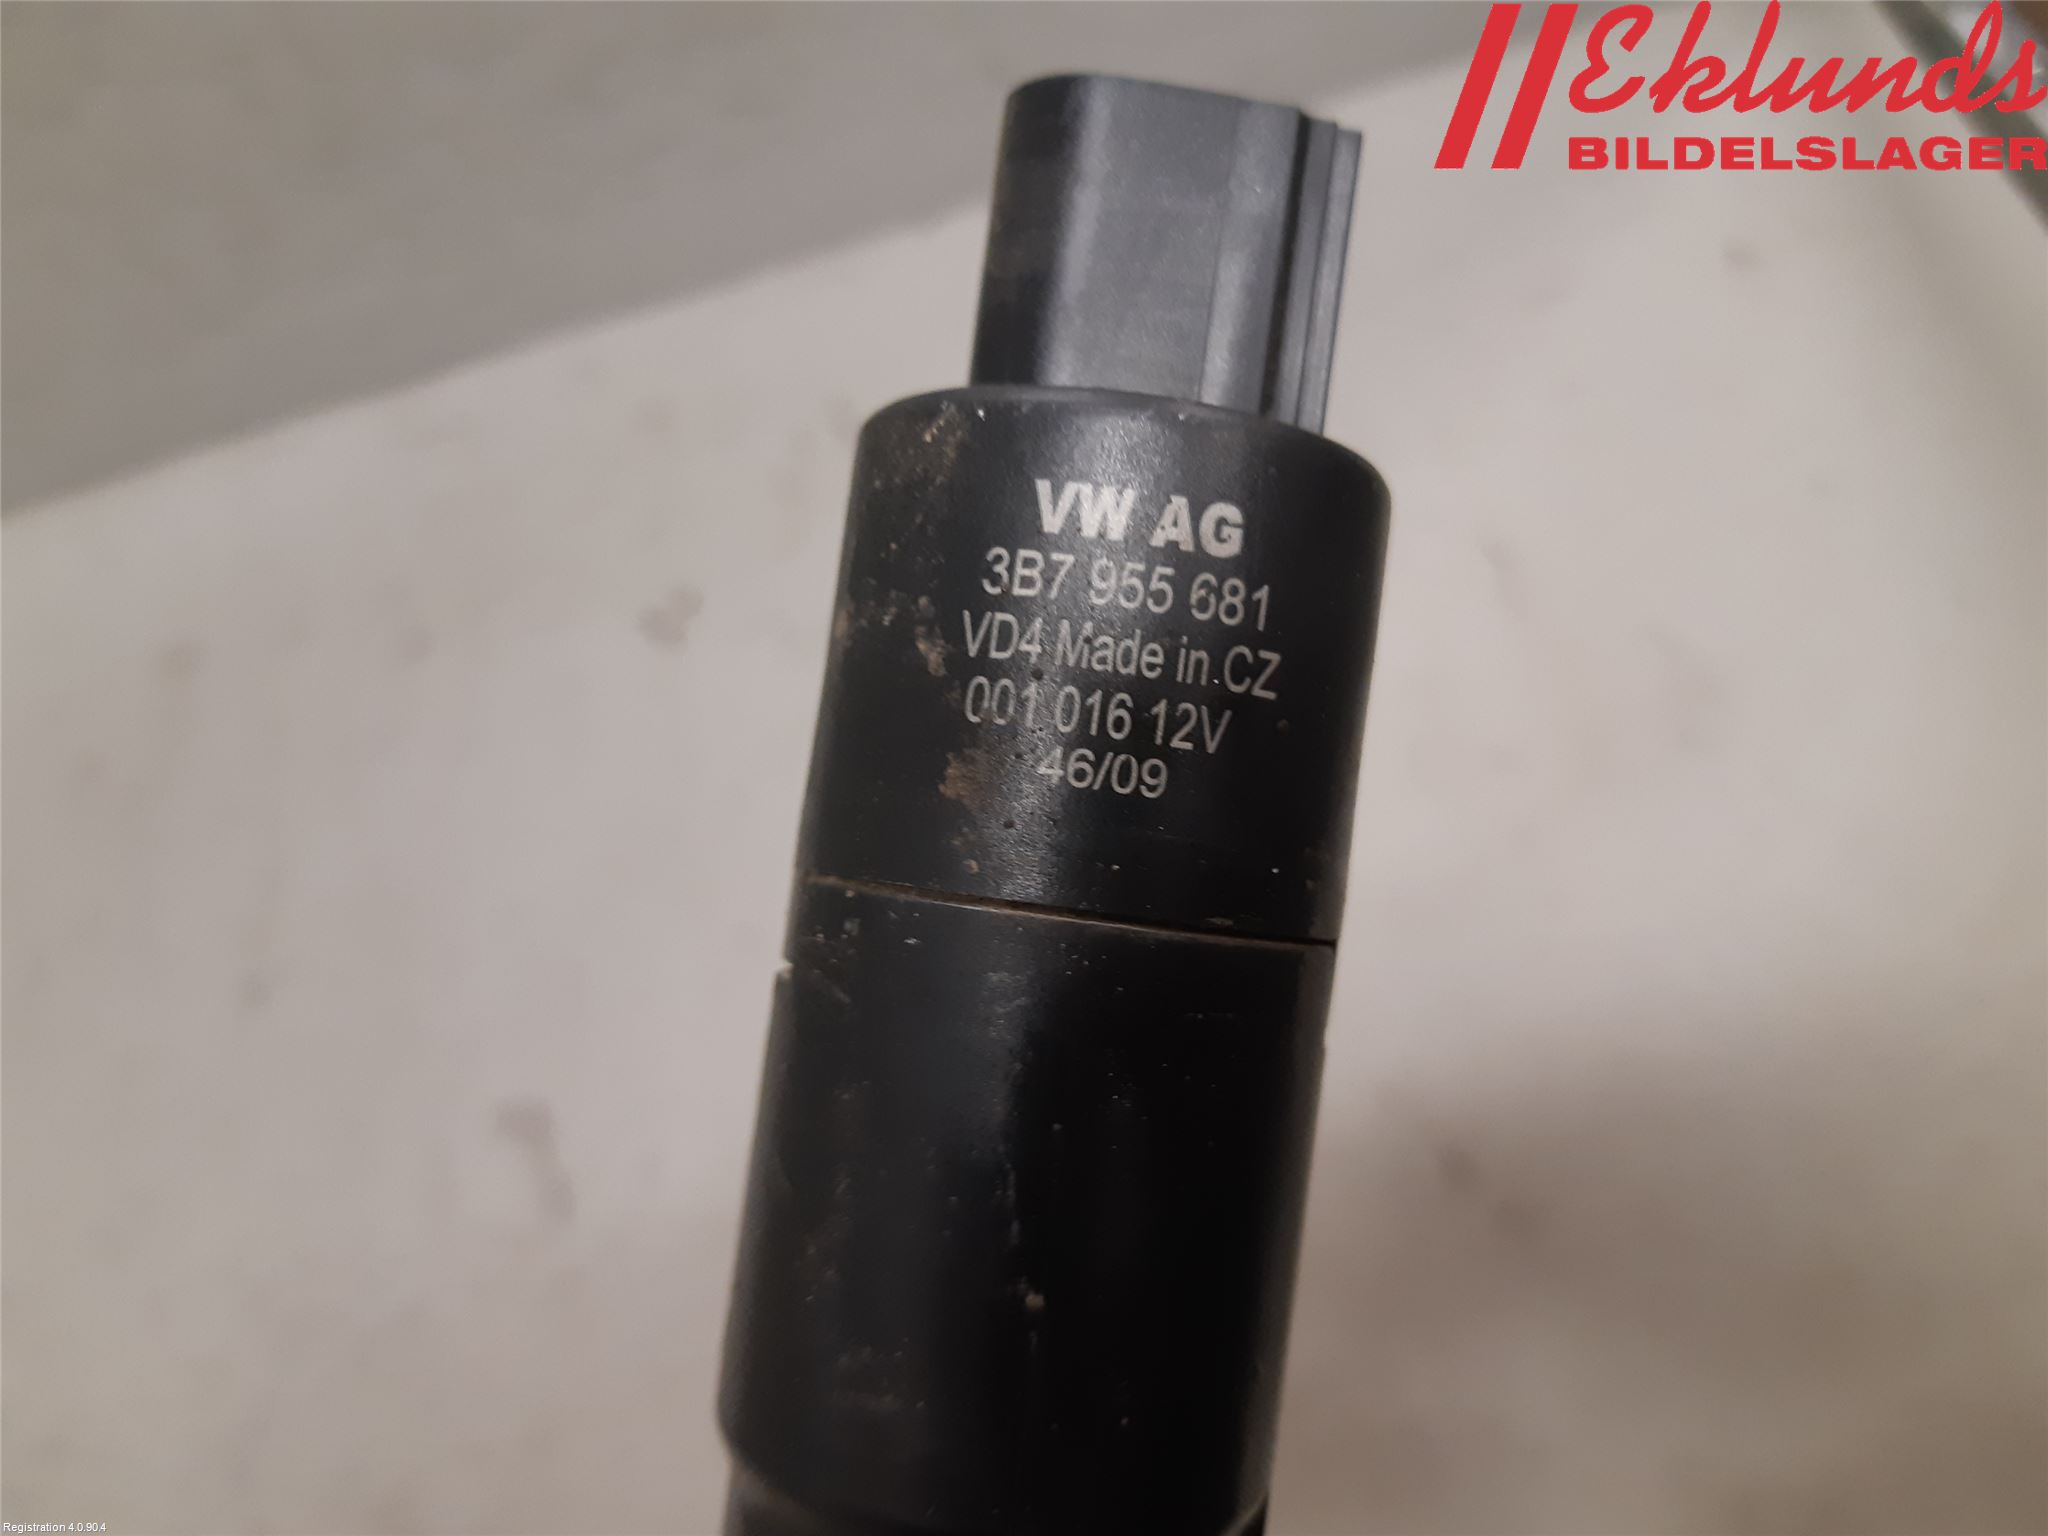 Eklunds
BILDELSLAGER
VW AG
3B7 955 681
VD4 Made in CZ
001 016 12V
46/09
Registration 4.0.90.4